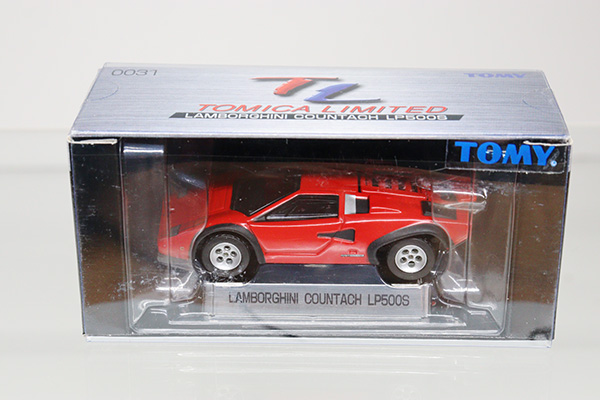 0031
TOMY
TL
TOMICA LIMITED
LAMBORGHINI COUNTACH LP500S
TOMY
LAMBORGHINI COUNTACH LP500S